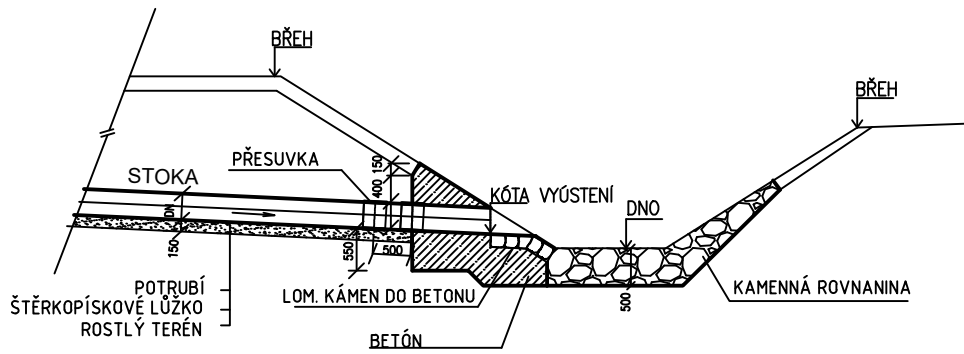 BŘEH
BŘEH
PŘESUVKA
150
400
STOKA
KÓTA VYÚSTENÍ
DN
DNO
150
550
500
500
POTRUBÍ
ŠTĚRKOPÍSKOVÉ LŮŽKO
ROSTLÝ TERÉN
LOM. KÁMEN DO BETONU
KAMENNÁ ROVNANINA
BETÓN